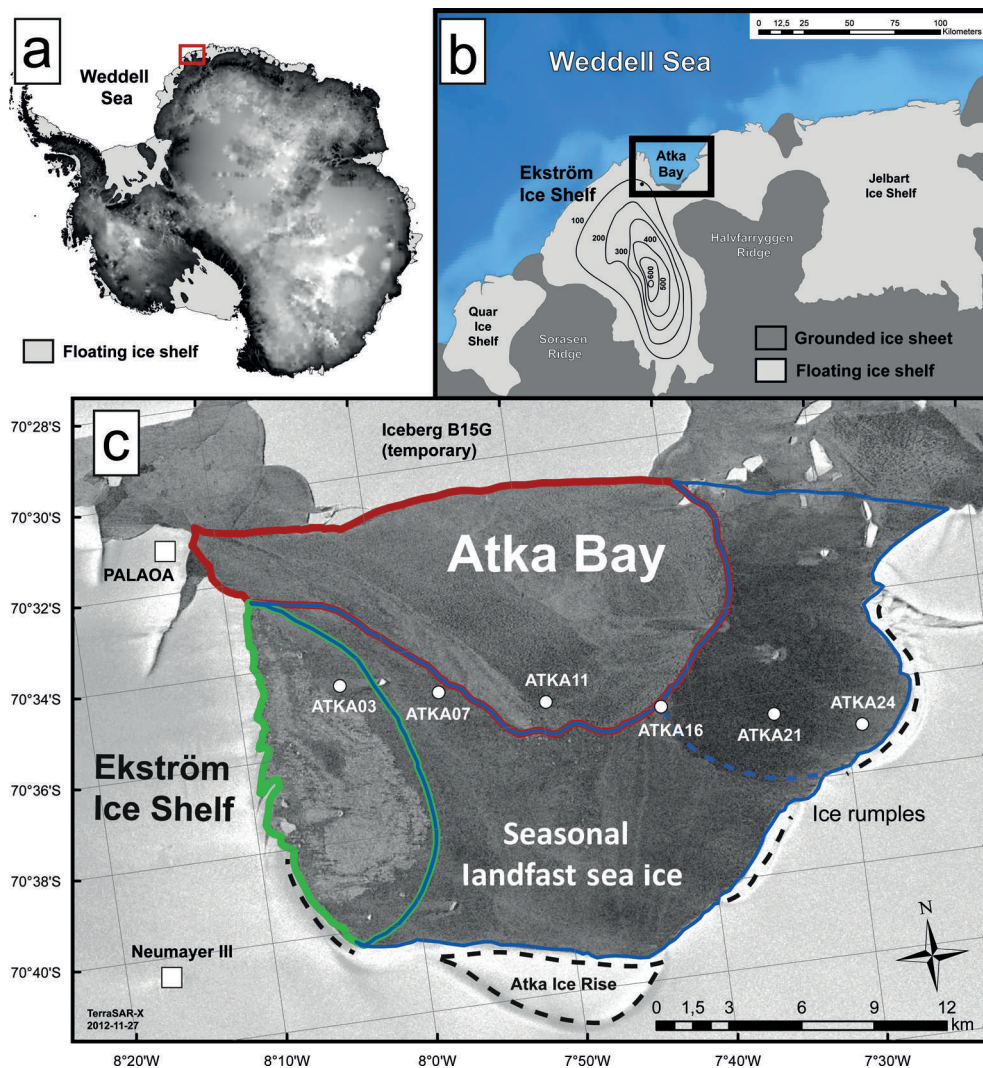 a
Weddell
Sea
Floating ice shelf
b
0 12,5 25 50 75 100
Kilometers
Weddell Sea
Atka
Bay
Ekström
Ice Shelf
Jelbart
Ice Shelf
100
200
300
400
600
500
Halvfarryggen
Ridge
Quar
Ice
Shelf
Sorasen
Ridge
Grounded ice sheet
Floating ice shelf
c
70°28'S
70°30'S
70°32'S
70°34'S
70°36'S
70°38'S
70°40'S
Iceberg B15G
(temporary)
PALAOA
Atka Bay
ATKA03
ATKA07
ATKA11
ATKA16
ATKA21
ATKA24
Ekström
Ice Shelf
Seasonal
landfast sea ice
Ice rumples
N
Neumayer III
Atka Ice Rise
TerraSAR-X
2012-11-27
0 1,5 3 6 9 12
km
8°20'W 8°10'W 8°0'W 7°50'W 7°40'W 7°30'W